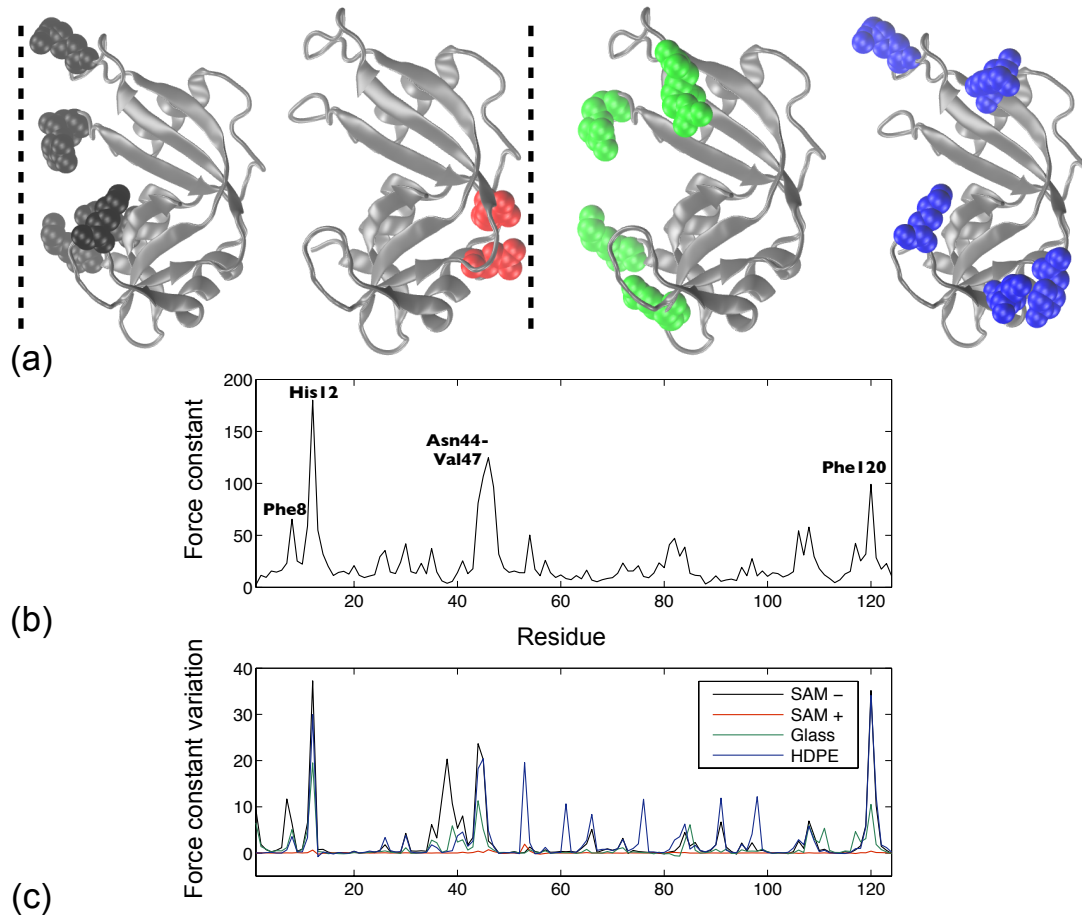 (a)
200
150
100
50
0
Force constant
Phe8
His12
Asn44-
Val47
Phe120
20
40
60
80
100
120
(b)
Residue
40
30
20
10
0
Force constant variation
SAM −
SAM +
Glass
HDPE
20
40
60
80
100
120
(c)